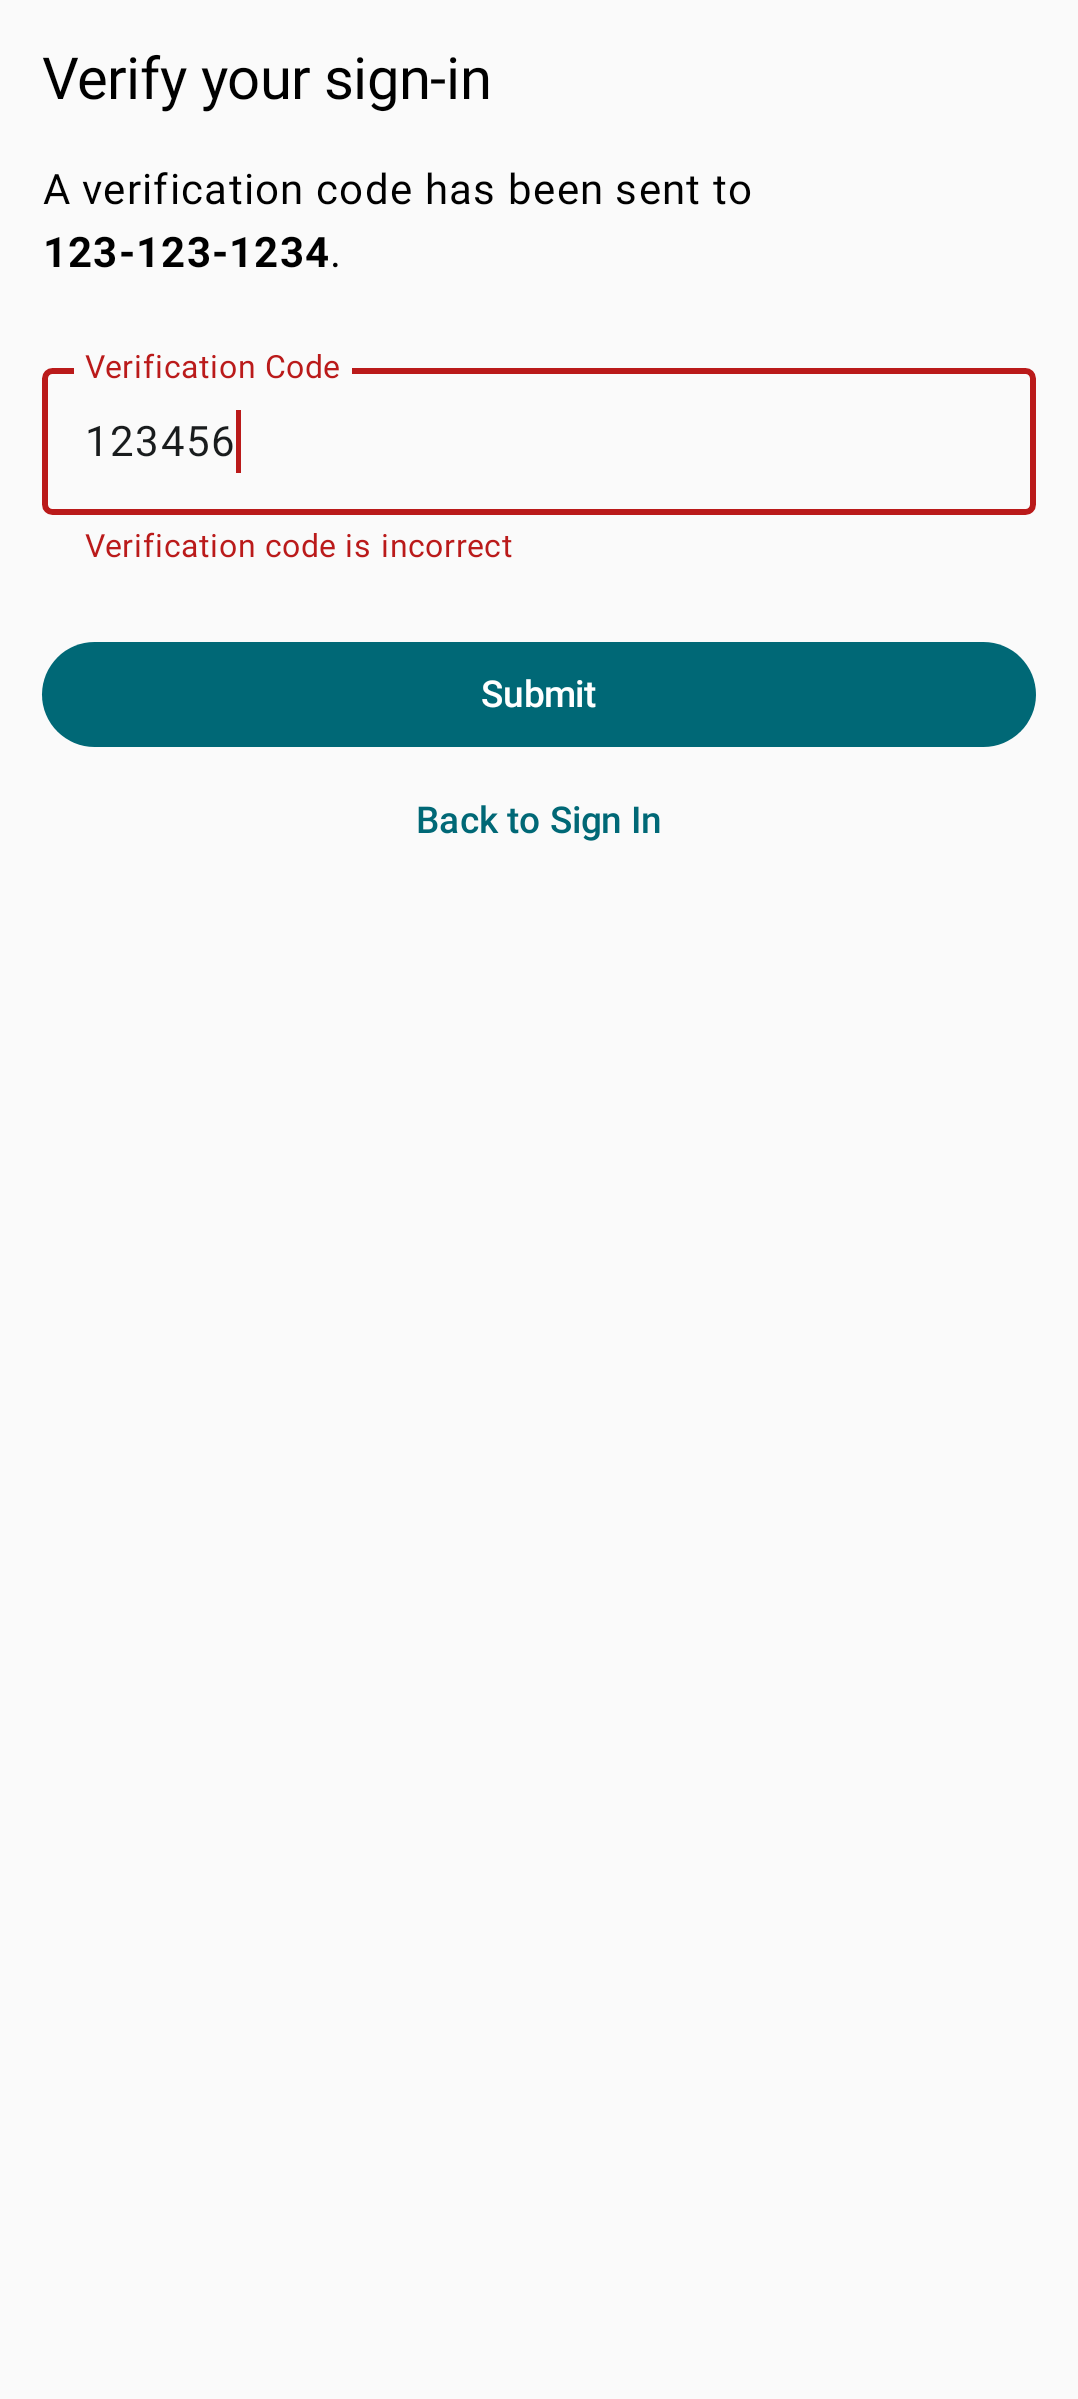 Verify your sign-in
A verification code has been sent to
123-123-1234.
Verification Code
123456
Verification code is incorrect
Submit
Back to Sign In